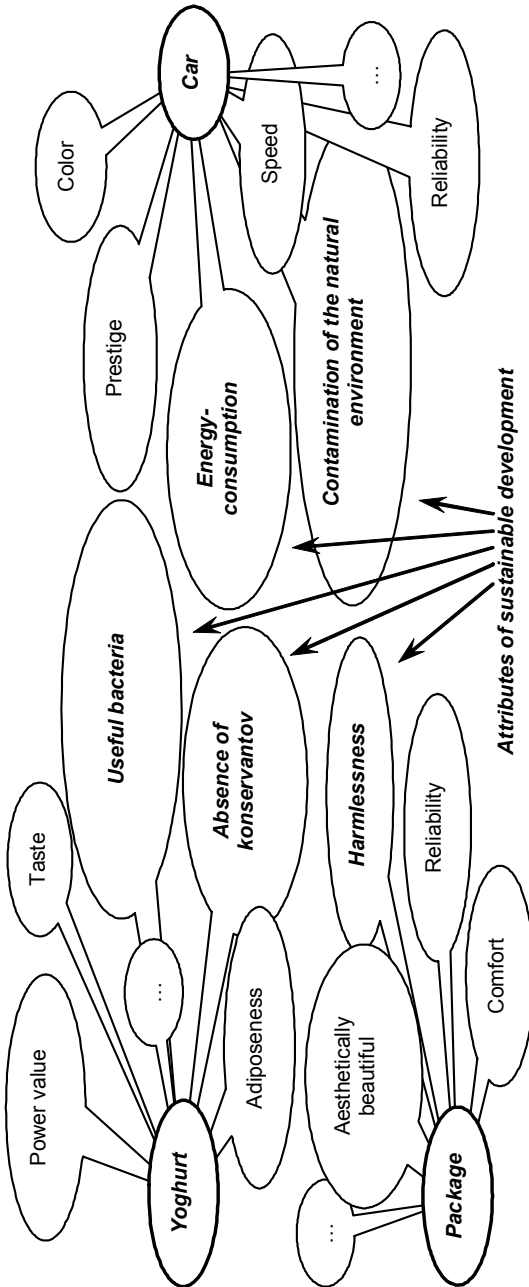 Power value
Taste
Useful bacteria
Prestige
Color
Yoghurt
…
Absence of
konservantov
Energy-
consumption
Car
Adiposeness
Speed
Contamination of the natural
environment
…
Aesthetically
beautiful
Harmlessness
…
Package
Reliability
Reliability
Comfort
Attributes of sustainable development